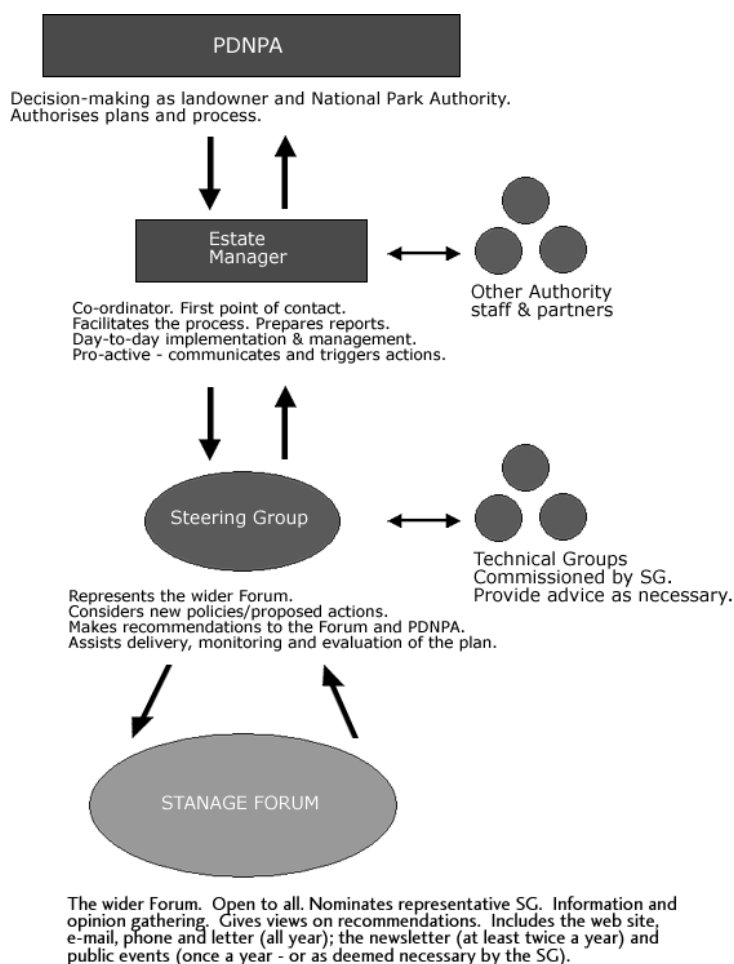 PDNPA
Decision-making as landowner and National Park Authority.
Authorises plans and process.
Estate
Manager
Other Authority
staff & partners
Co-ordinator. First point of contact.
Facilitates the process. Prepares reports.
Day-to-day implementation & management.
Pro-active - communicates and triggers actions.
Steering Group
Technical Groups
Commissioned by SG.
Provide advice as necessary.
Represents the wider Forum.
Considers new policies/proposed actions.
Makes recommendations to the Forum and PDNPA.
Assists delivery, monitoring and evaluation of the plan.
STANAGE FORUM
The wider Forum. Open to all. Nominates representative SG. Information and
opinion gathering. Gives views on recommendations. Includes the web site,
e-mail, phone and letter (all year); the newsletter (at least twice a year) and
public events (once a year - or as deemed necessary by the SG).